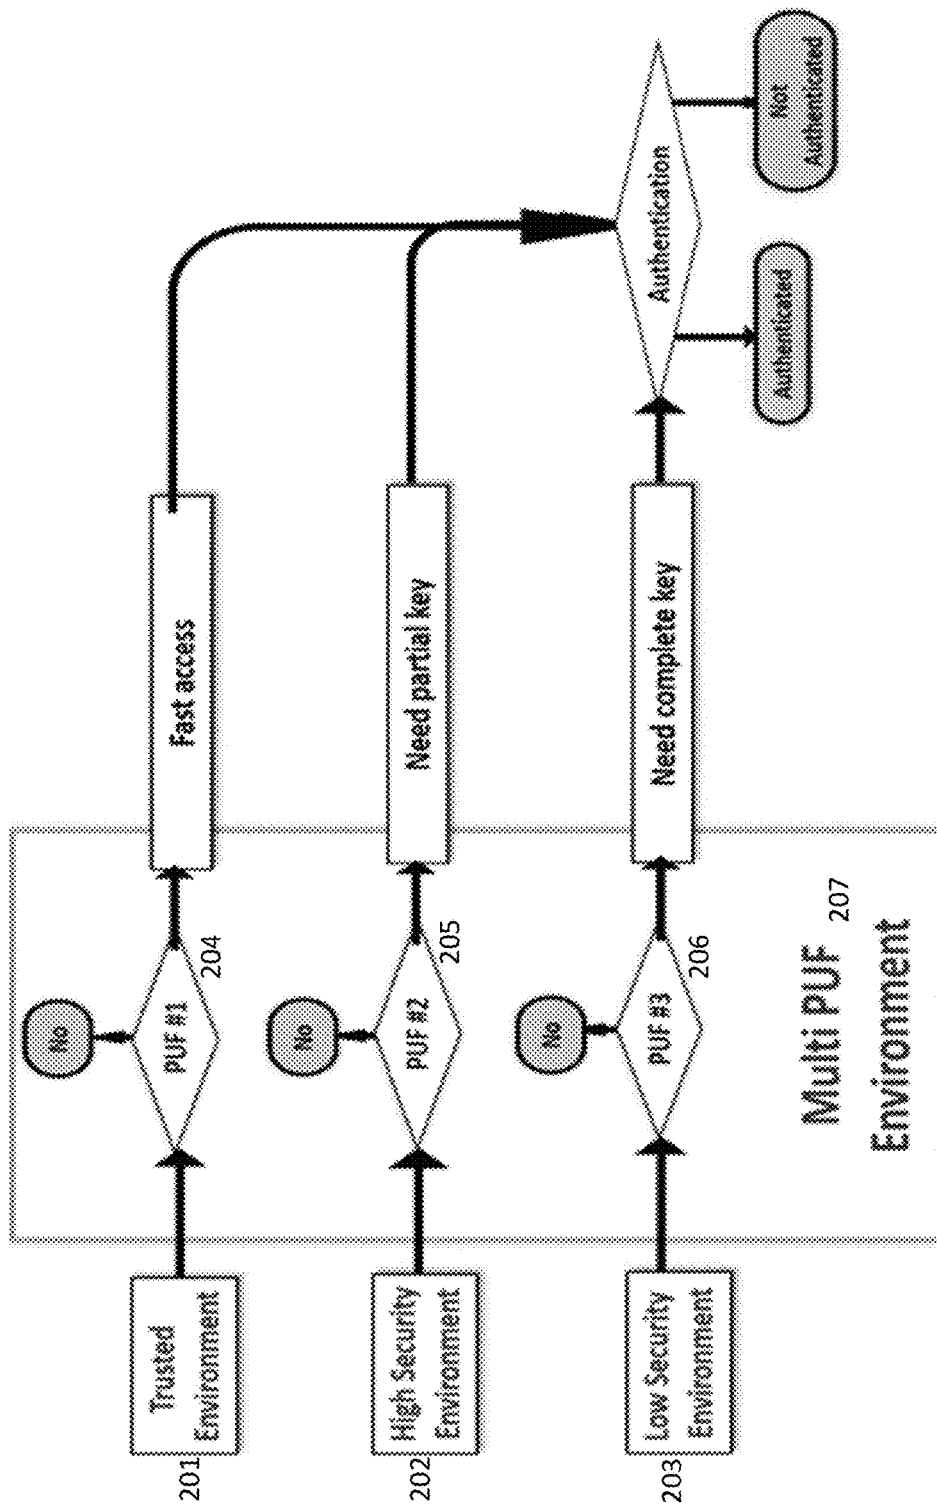 201
Trusted
Environment
No
PUF #1
204
Fast access
202
High Security
Environment
No
PUF #2
205
Need partial key
203
Low Security
Environment
No
PUF #3
206
Need complete key
Authentication
Authenticated
Not
Authenticated
Multi PUF
207
Environment